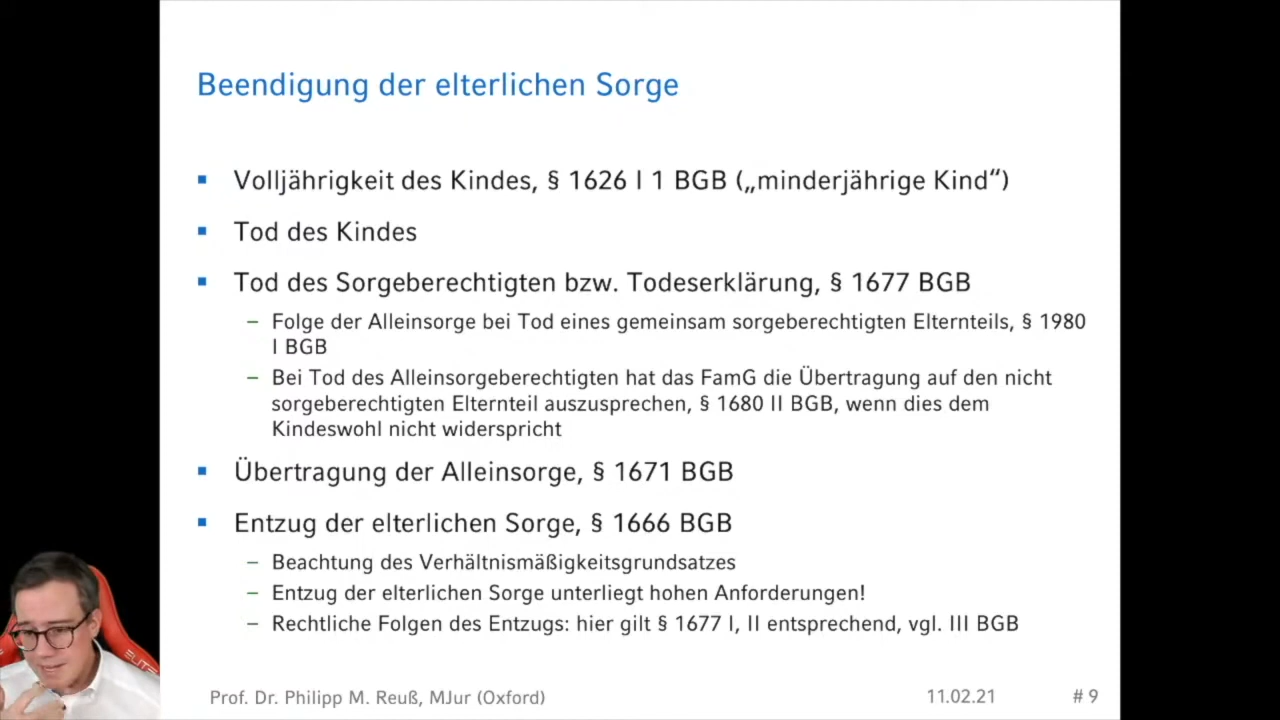 Beendigung der elterlichen Sorge
▪ Volljährigkeit des Kindes, § 1626 I 1 BGB („minderjährige Kind“)
▪ Tod des Kindes
▪ Tod des Sorgeberechtigten bzw. Todeserklärung, § 1677 BGB
– Folge der Alleinsorge bei Tod eines gemeinsam sorgeberechtigten Elternteils, § 1980
I BGB
– Bei Tod des Alleinsorgeberechtigten hat das FamG die Übertragung auf den nicht
sorgeberechtigten Elternteil auszusprechen, § 1680 II BGB, wenn dies dem
Kindeswohl nicht widerspricht
▪ Übertragung der Alleinsorge, § 1671 BGB
▪ Entzug der elterlichen Sorge, § 1666 BGB
– Beachtung des Verhältnismäßigkeitsgrundsatzes
– Entzug der elterlichen Sorge unterliegt hohen Anforderungen!
– Rechtliche Folgen des Entzugs: hier gilt § 1677 I, II entsprechend, vgl. III BGB
Prof. Dr. Philipp M. Reuß, MJur (Oxford)
11.02.21
# 9